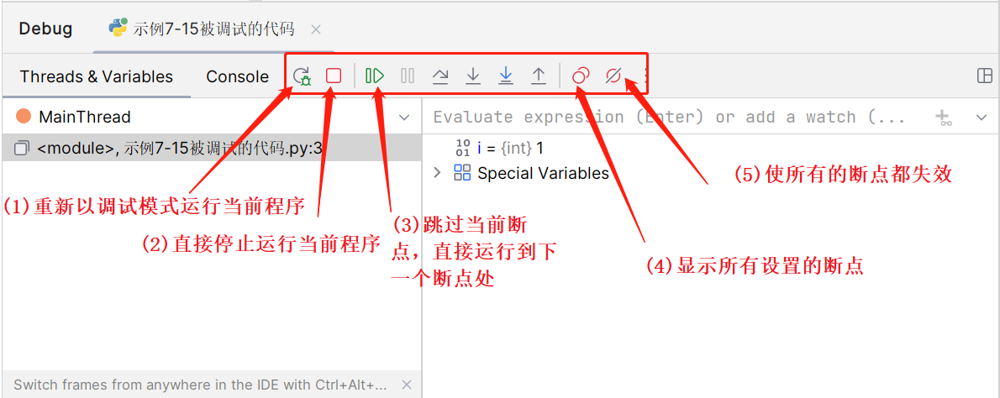 Debug 示例7-15被调试的代码
Threads & Variables Console
MainThread
Evaluate expression (Enter) or add a watch (...
<module>, 示例7-15被调试的代码.py:3
i = {int} 1
Special Variables
(1)重新以调试模式运行当前程序
(2)直接停止运行当前程序
(3)跳过当前断
点，直接运行到下
一个断点处
(4)显示所有设置的断点
(5)使所有的断点都失效
Switch frames from anywhere in the IDE with Ctrl+Alt+...